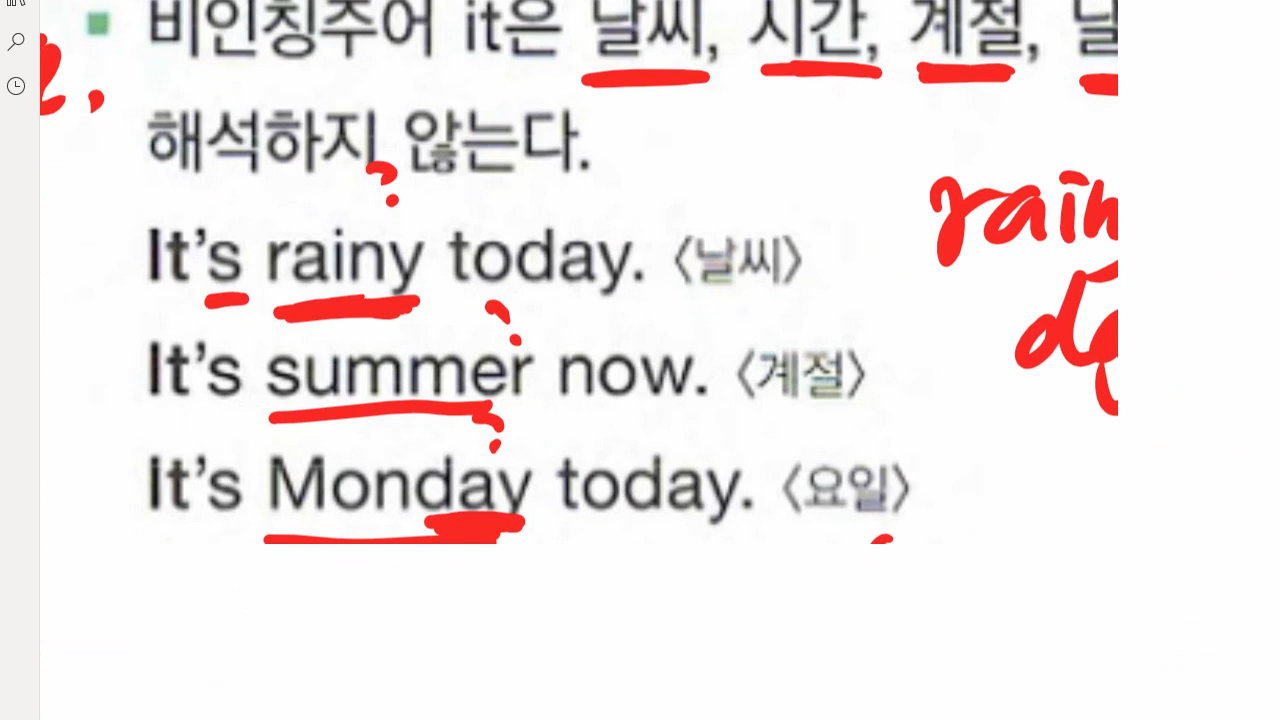 비인칭주어 it은 날씨, 시간, 계절,
2,
해석하지 않는다.
?
rain
It's rainy today. 〈날씨〉
It's summer now. 〈계절〉
It's Monday today. 〈요일〉